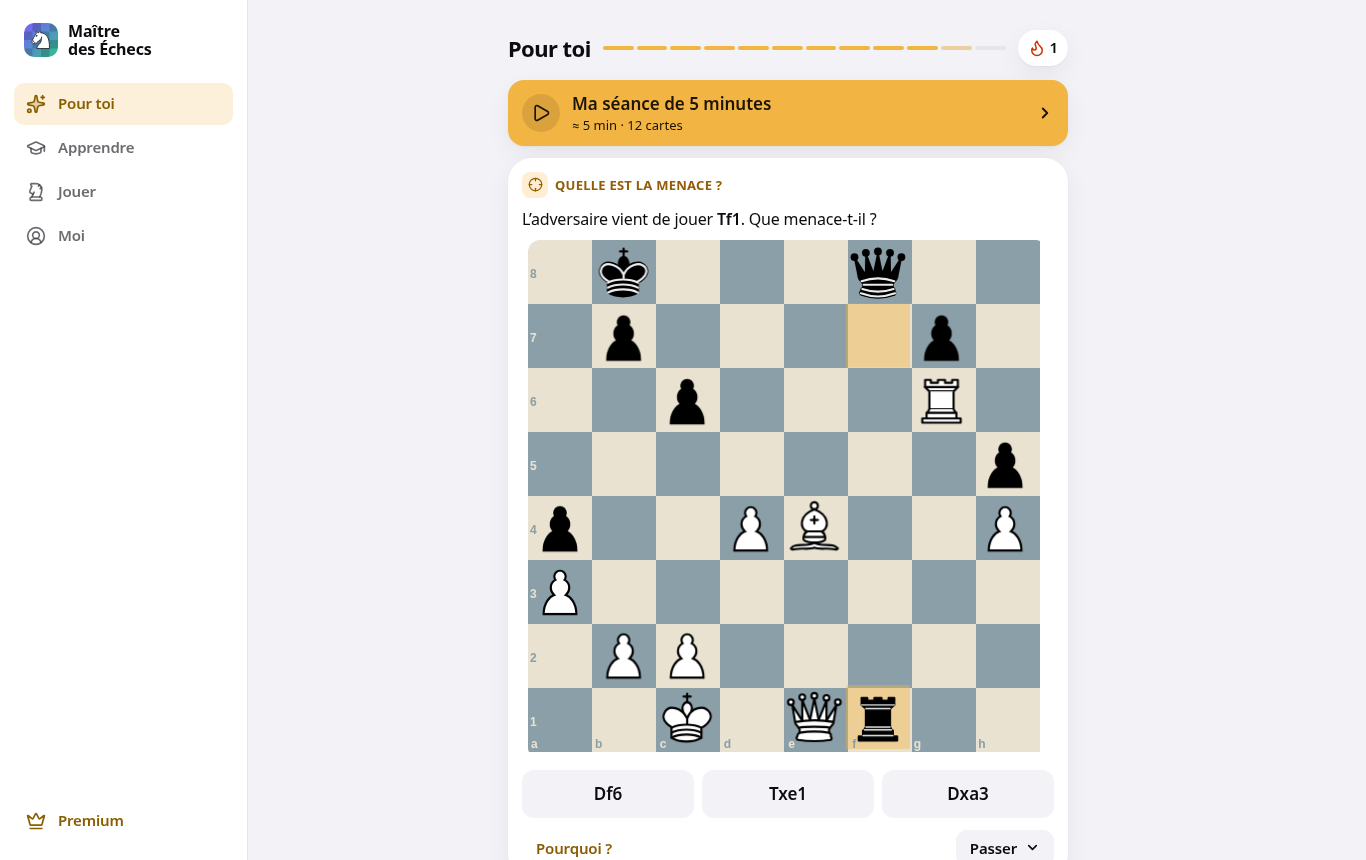 Maître
des Échecs
Pour toi
Apprendre
Jouer
Moi
Premium
Pour toi
1
Ma séance de 5 minutes
≈ 5 min · 12 cartes
QUELLE EST LA MENACE ?
L’adversaire vient de jouer Tf1. Que menace-t-il ?
8
7
6
5
4
3
2
1
a b c d e f g h
Df6 Txe1 Dxa3
Pourquoi ? Passer